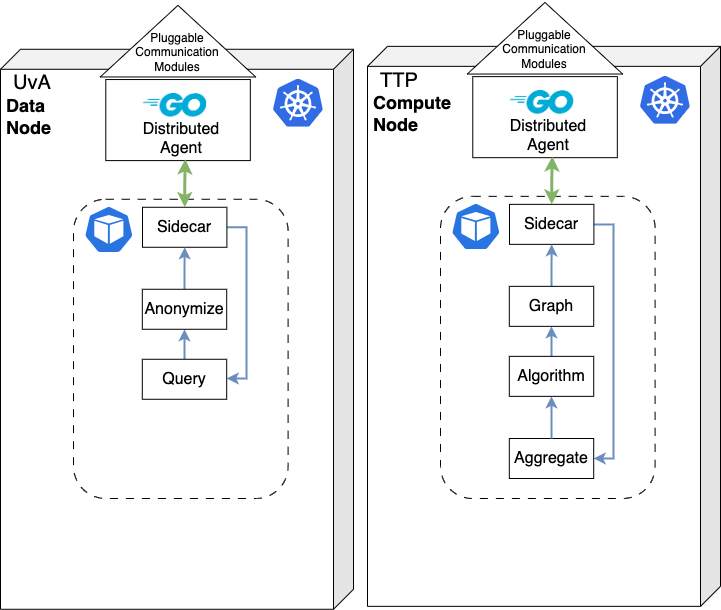 Pluggable
Communication
Modules
UvA
Data
Node
GO
Distributed
Agent
Sidecar
Anonymize
Query
Pluggable
Communication
Modules
TTP
Compute
Node
GO
Distributed
Agent
Sidecar
Graph
Algorithm
Aggregate